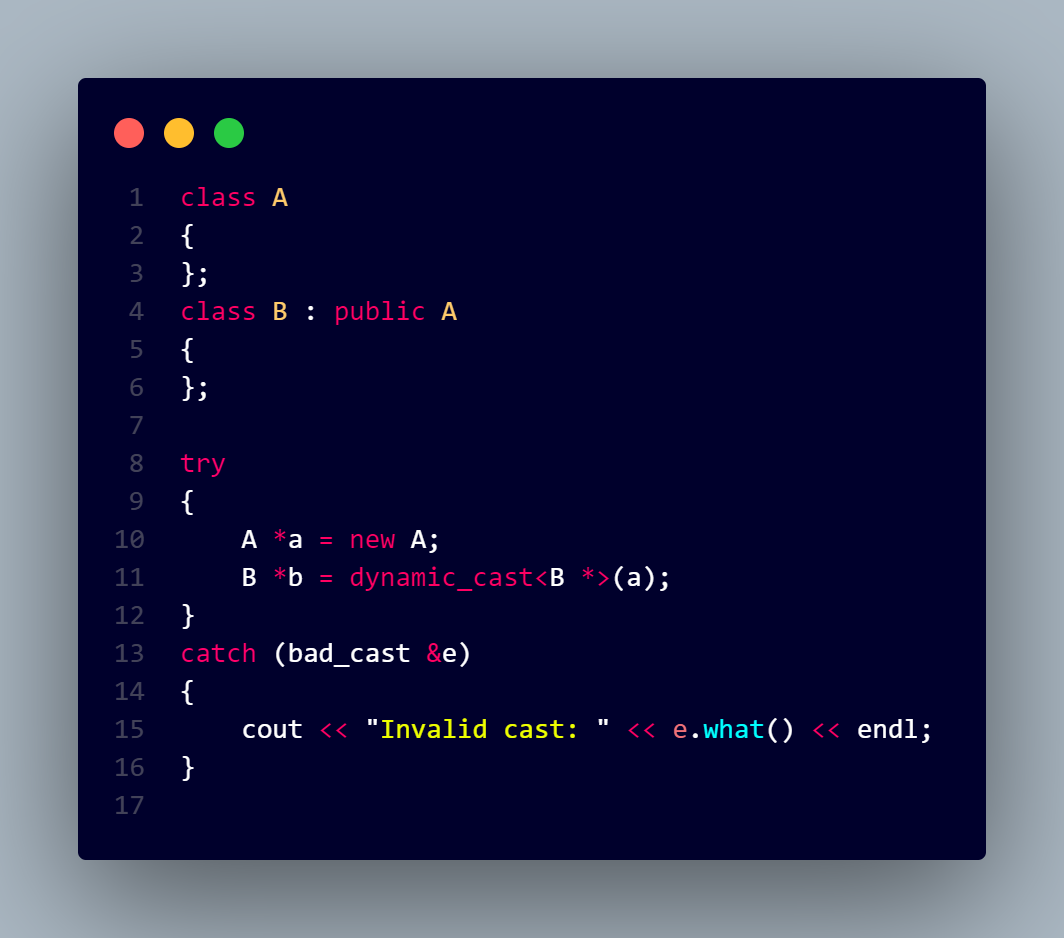 1 class A
2 {
3 };
4 class B : public A
5 {
6 };
7
8 try
9 {
10     A *a = new A;
11     B *b = dynamic_cast<B *>(a);
12 }
13 catch (bad_cast &e)
14 {
15     cout << "Invalid cast: " << e.what() << endl;
16 }
17